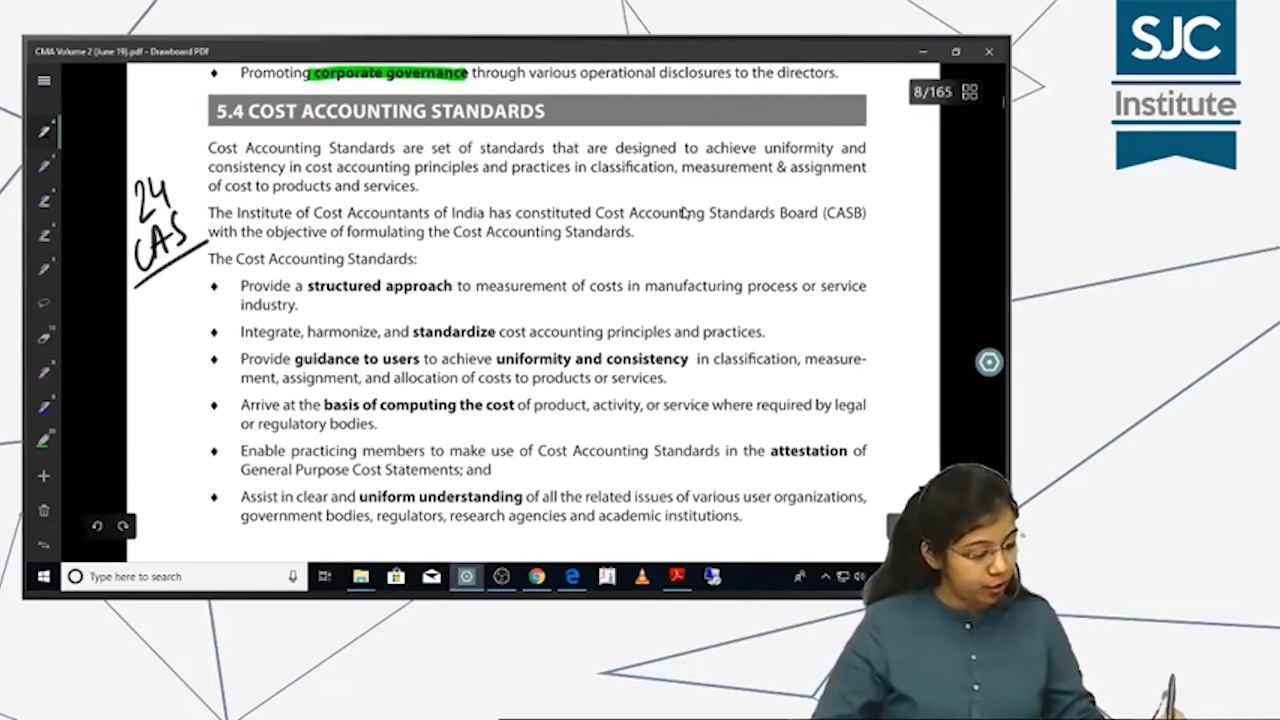 SJC
Institute
CMA Volume 2 (June 19).pdf - Drawboard PDF
♦ Promoting corporate governance through various operational disclosures to the directors.
8/165
5.4 COST ACCOUNTING STANDARDS
Cost Accounting Standards are set of standards that are designed to achieve uniformity and
consistency in cost accounting principles and practices in classification, measurement & assignment
of cost to products and services.
24
CAS
The Institute of Cost Accountants of India has constituted Cost Accounting Standards Board (CASB)
with the objective of formulating the Cost Accounting Standards.
The Cost Accounting Standards:
♦ Provide a structured approach to measurement of costs in manufacturing process or service
industry.
♦ Integrate, harmonize, and standardize cost accounting principles and practices.
♦ Provide guidance to users to achieve uniformity and consistency in classification, measure-
ment, assignment, and allocation of costs to products or services.
♦ Arrive at the basis of computing the cost of product, activity, or service where required by legal
or regulatory bodies.
♦ Enable practicing members to make use of Cost Accounting Standards in the attestation of
General Purpose Cost Statements; and
♦ Assist in clear and uniform understanding of all the related issues of various user organizations,
government bodies, regulators, research agencies and academic institutions.
Type here to search